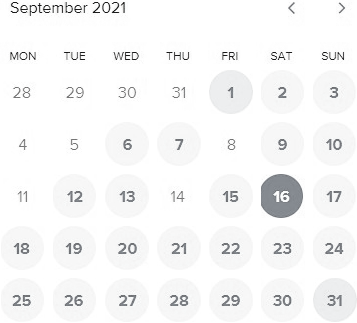 September 2021
MON TUE WED THU FRI SAT SUN
28 29 30 31 1 2 3
4 5 6 7 8 9 10
11 12 13 14 15 16 17
18 19 20 21 22 23 24
25 26 27 28 29 30 31